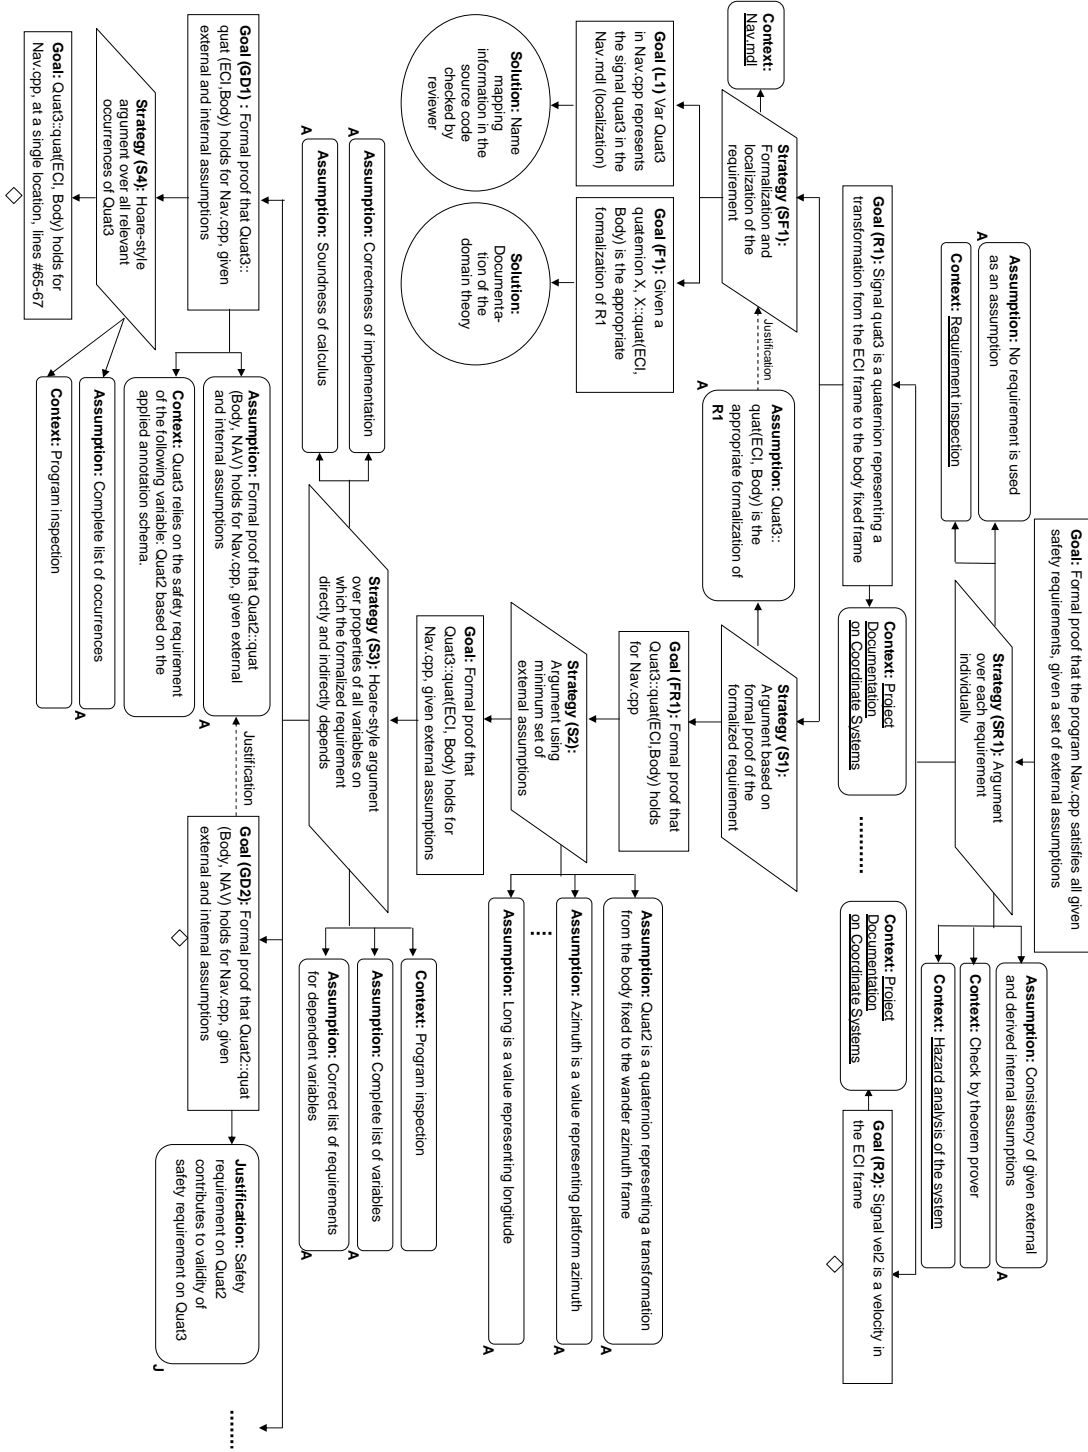 Goal: Formal proof that the program Nav.cpp satisfies all given
safety requirements, given a set of external assumptions
Assumption: No requirement is used
as an assumption
A
Context: Requirement inspection
Strategy (SR1): Argument
over each requirement
individually
Assumption: Consistency of given external
and derived internal assumptions
A
Context: Check by theorem prover
Context: Hazard analysis of the system
Goal (R1): Signal quat3 is a quaternion representing a
transformation from the ECI frame to the body fixed frame
Context: Project
Documentation
on Coordinate Systems
..........
Context: Project
Documentation
on Coordinate Systems
Goal (R2): Signal vel2 is a velocity in
the ECI frame
Context:
Nav.mdl
Strategy (SF1):
Formalization and
localization of the
requirement
Justification
Assumption: Quat3::
quat(ECI, Body) is the
appropriate formalization of
R1
A
Strategy (S1):
Argument based on
formal proof of the
formalized requirement
Goal (L1) Var Quat3
in Nav.cpp represents
the signal quat3 in the
Nav.mdl (localization)
Goal (F1): Given a
quaternion X, X::quat(ECI,
Body) is the appropriate
formalization of R1
Goal (FR1): Formal proof that
Quat3::quat(ECI,Body) holds
for Nav.cpp
Solution: Name
mapping
information in the
source code
checked by
reviewer
Solution:
Documenta-
tion of the
domain theory
Strategy (S2):
Argument using
minimum set of
external assumptions
Assumption: Quat2 is a quaternion representing a transformation
from the body fixed to the wander azimuth frame
A
Assumption: Azimuth is a value representing platform azimuth
A
....
Assumption: Long is a value representing longitude
A
Goal: Formal proof that
Quat3::quat(ECI, Body) holds for
Nav.cpp, given external assumptions
Assumption: Correctness of implementation
A
Assumption: Soundness of calculus
A
Strategy (S3): Hoare-style argument
over properties of all variables on
which the formalized requirement
directly and indirectly depends
Context: Program inspection
Assumption: Complete list of variables
A
Assumption: Correct list of requirements
for dependent variables
A
Goal (GD1) : Formal proof that Quat3::
quat (ECI,Body) holds for Nav.cpp, given
external and internal assumptions
Assumption: Formal proof that Quat2::quat
(Body, NAV) holds for Nav.cpp, given external
and internal assumptions
A
Justification
Goal (GD2): Formal proof that Quat2::quat
(Body, NAV) holds for Nav.cpp, given
external and internal assumptions
Justification: Safety
requirement on Quat2
contributes to validity of
safety requirement on Quat3
J
.......
Context: Quat3 relies on the safety requirement
of the following variable: Quat2 based on the
applied annotation schema.
Strategy (S4): Hoare-style
argument over all relevant
occurrences of Quat3
Assumption: Complete list of occurrences
A
Context: Program inspection
Goal: Quat3::quat(ECI, Body) holds for
Nav.cpp, at a single location, lines #65-67